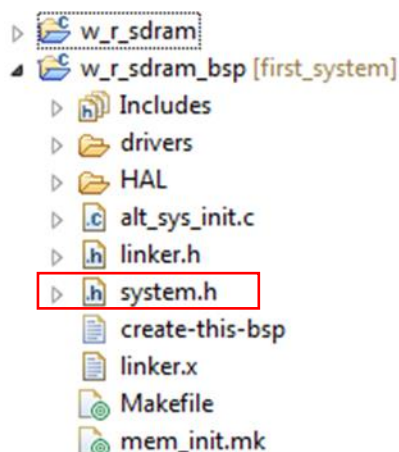 w_r_sdram
w_r_sdram_bsp [first_system]
Includes
drivers
HAL
alt_sys_init.c
linker.h
system.h
create-this-bsp
linker.x
Makefile
mem_init.mk